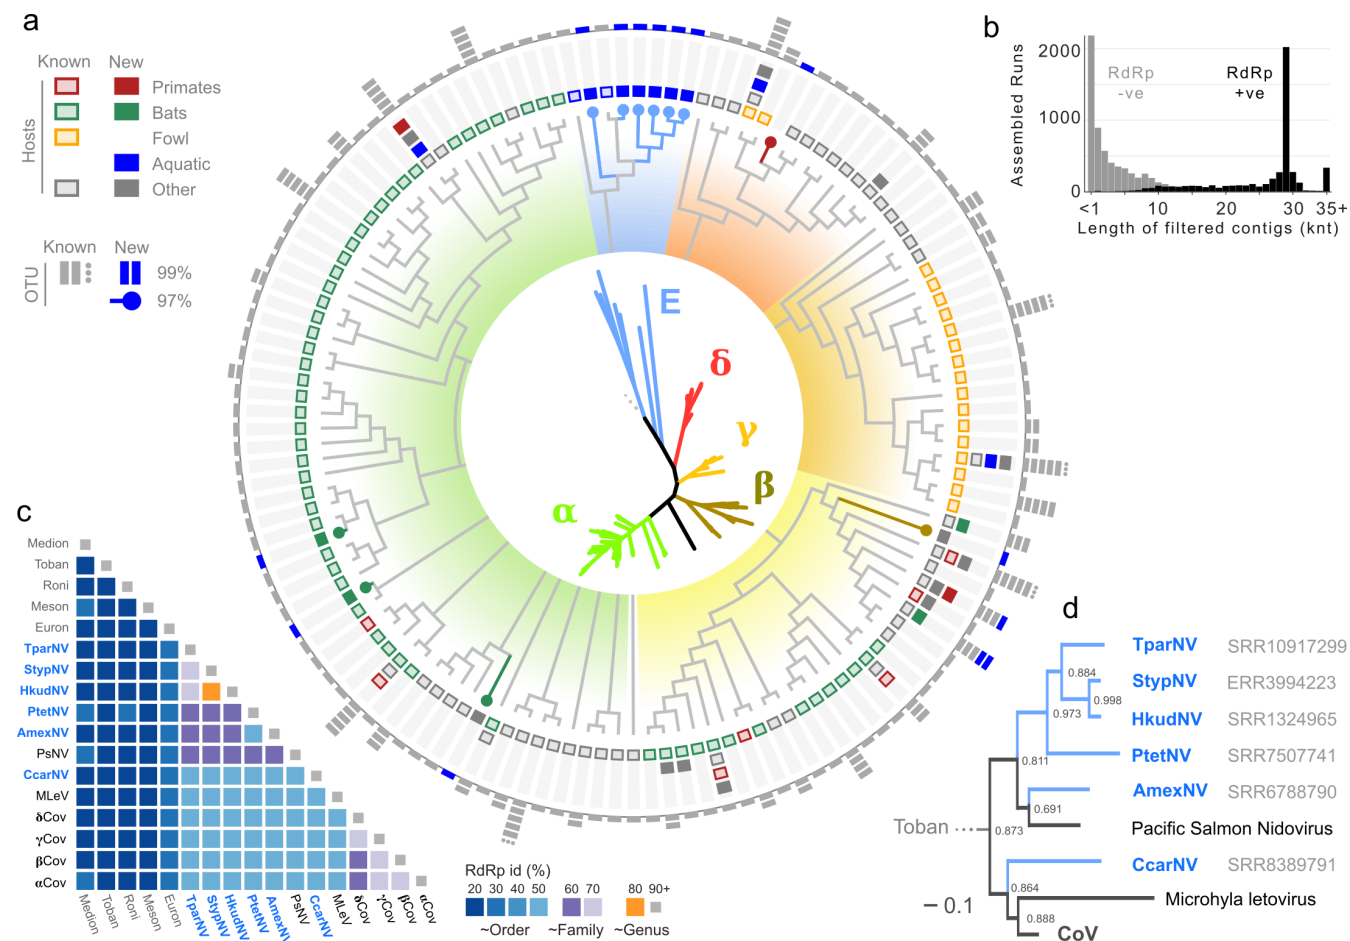 a
Known New
Hosts
Primates
Bats
Fowl
Aquatic
Other
Known New
OTU
99%
97%
E
δ
γ
β
α
b
Assembled Runs
2000
1000
0
RdRp -ve
RdRp +ve
<1 10 20 30 35+
Length of filtered contigs (knt)
c
Medion
Toban
Roni
Meson
Euron
TparNV
StypNV
HkudNV
PtetNV
AmexNV
PsNV
CcarNV
MLeV
δCov
γCov
βCov
αCov
Medion Toban Roni Meson Euron TparNV StypNV HkudNV PtetNV AmexNV PsNV CcarNV MLeV δCov γCov βCov αCov
RdRp id (%)
20 30 40 50 60 70 80 90+
~Order ~Family ~Genus
d
TparNV SRR10917299
0.884
StypNV ERR3994223
0.998
0.973
HkudNV SRR1324965
PtetNV SRR7507741
0.811
AmexNV SRR6788790
0.691
Toban 0.873
Pacific Salmon Nidovirus
CcarNV SRR8389791
0.864
Microhyla letovirus
0.1
0.888
CoV